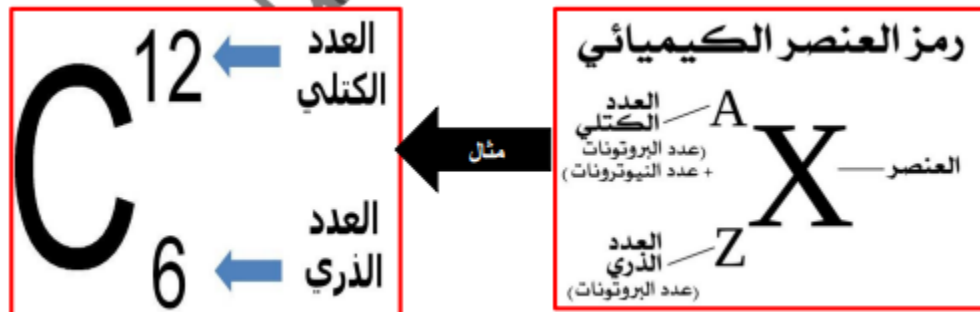 رمز العنصر الكيميائي
A
العدد
الكتلي
(عدد البروتونات
+ عدد النيوترونات)
X
العنصر
Z
العدد
الذري
(عدد البروتونات)
مثال
C
12
العدد
الكتلي
6
العدد
الذري